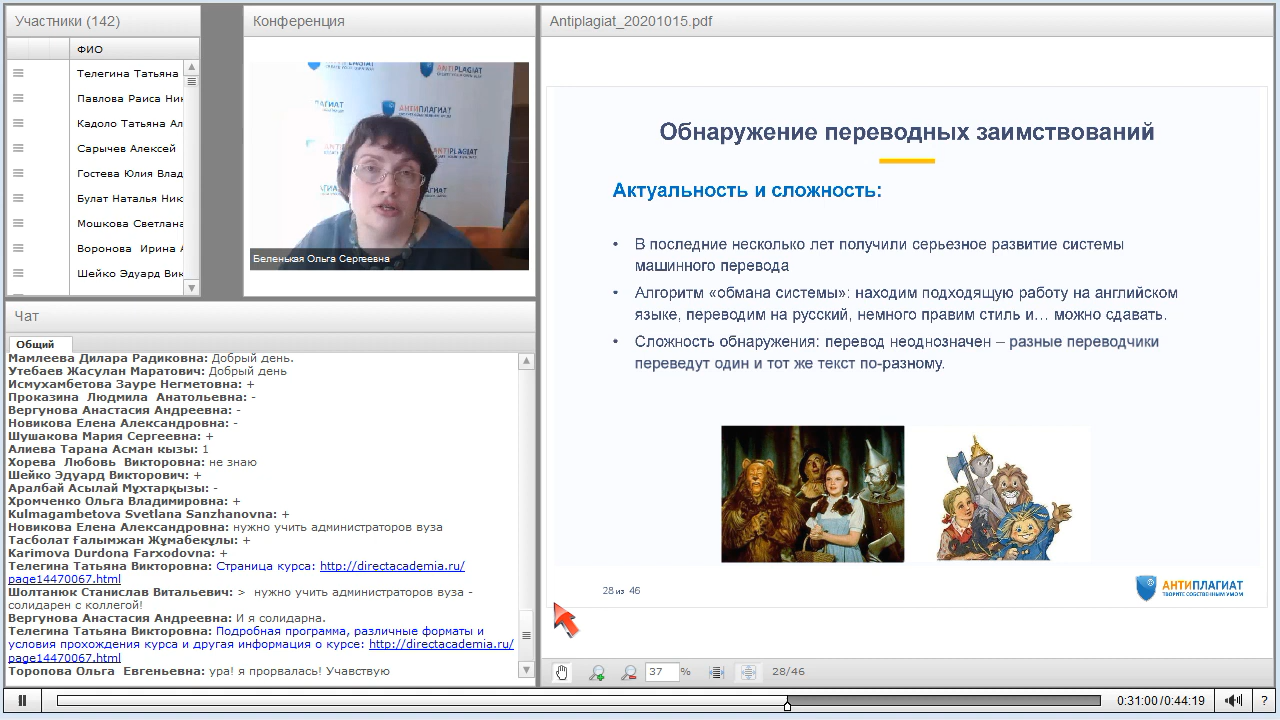 Участники (142)
ФИО
Телегина Татьяна
Павлова Раиса Ник
Кадоло Татьяна Ал
Сарычев Алексей
Гостева Юлия Влад
Булат Наталья Ник
Мошкова Светлана
Воронова Ирина А
Шейко Эдуард Вик
Конференция
ANTIPLAGIAT
АНТИПЛАГИАТ
Беленькая Ольга Сергеевна
Чат
Общий
Мамлеева Дилара Радиковна: Добрый день.
Утебаев Жасулан Маратович: Добрый день
Исмухамбетова Зауре Негметовна: +
Проказина Людмила Анатольевна: -
Вергунова Анастасия Андреевна: -
Новикова Елена Александровна: -
Шушакова Мария Сергеевна: +
Алиева Тарана Асман кызы: 1
Хорева Любовь Викторовна: не знаю
Шейко Эдуард Викторович: +
Аралбай Асылай Мұхтарқызы: -
Хромченко Ольга Владимировна: +
Kulmagambetova Svetlana Sanzhanovna: +
Новикова Елена Александровна: нужно учить администраторов вуза
Тасболат Ғалымжан Жұмабекұлы: +
Karimova Durdona Farxodovna: +
Телегина Татьяна Викторовна: Страница курса: http://directacademia.ru/
page14470067.html
Шолтанюк Станислав Витальевич: > нужно учить администраторов вуза -
солидарен с коллегой!
Вергунова Анастасия Андреевна: И я солидарна.
Телегина Татьяна Викторовна: Подробная программа, различные форматы и
условия прохождения курса и другая информация о курсе: http://directacademia.ru/
page14470067.html
Торопова Ольга Евгеньевна: ура! я прорвалась! Учавствую
Antiplagiat_20201015.pdf
Обнаружение переводных заимствований
Актуальность и сложность:
• В последние несколько лет получили серьезное развитие системы
машинного перевода
• Алгоритм «обмана системы»: находим подходящую работу на английском
языке, переводим на русский, немного правим стиль и… можно сдавать.
• Сложность обнаружения: перевод неоднозначен – разные переводчики
переведут один и тот же текст по-разному.
28 из 46
АНТИПЛАГИАТ
ТВОРИТЕ СОБСТВЕННЫМ УМОМ
37 %
28/46
0:31:00/0:44:19
?